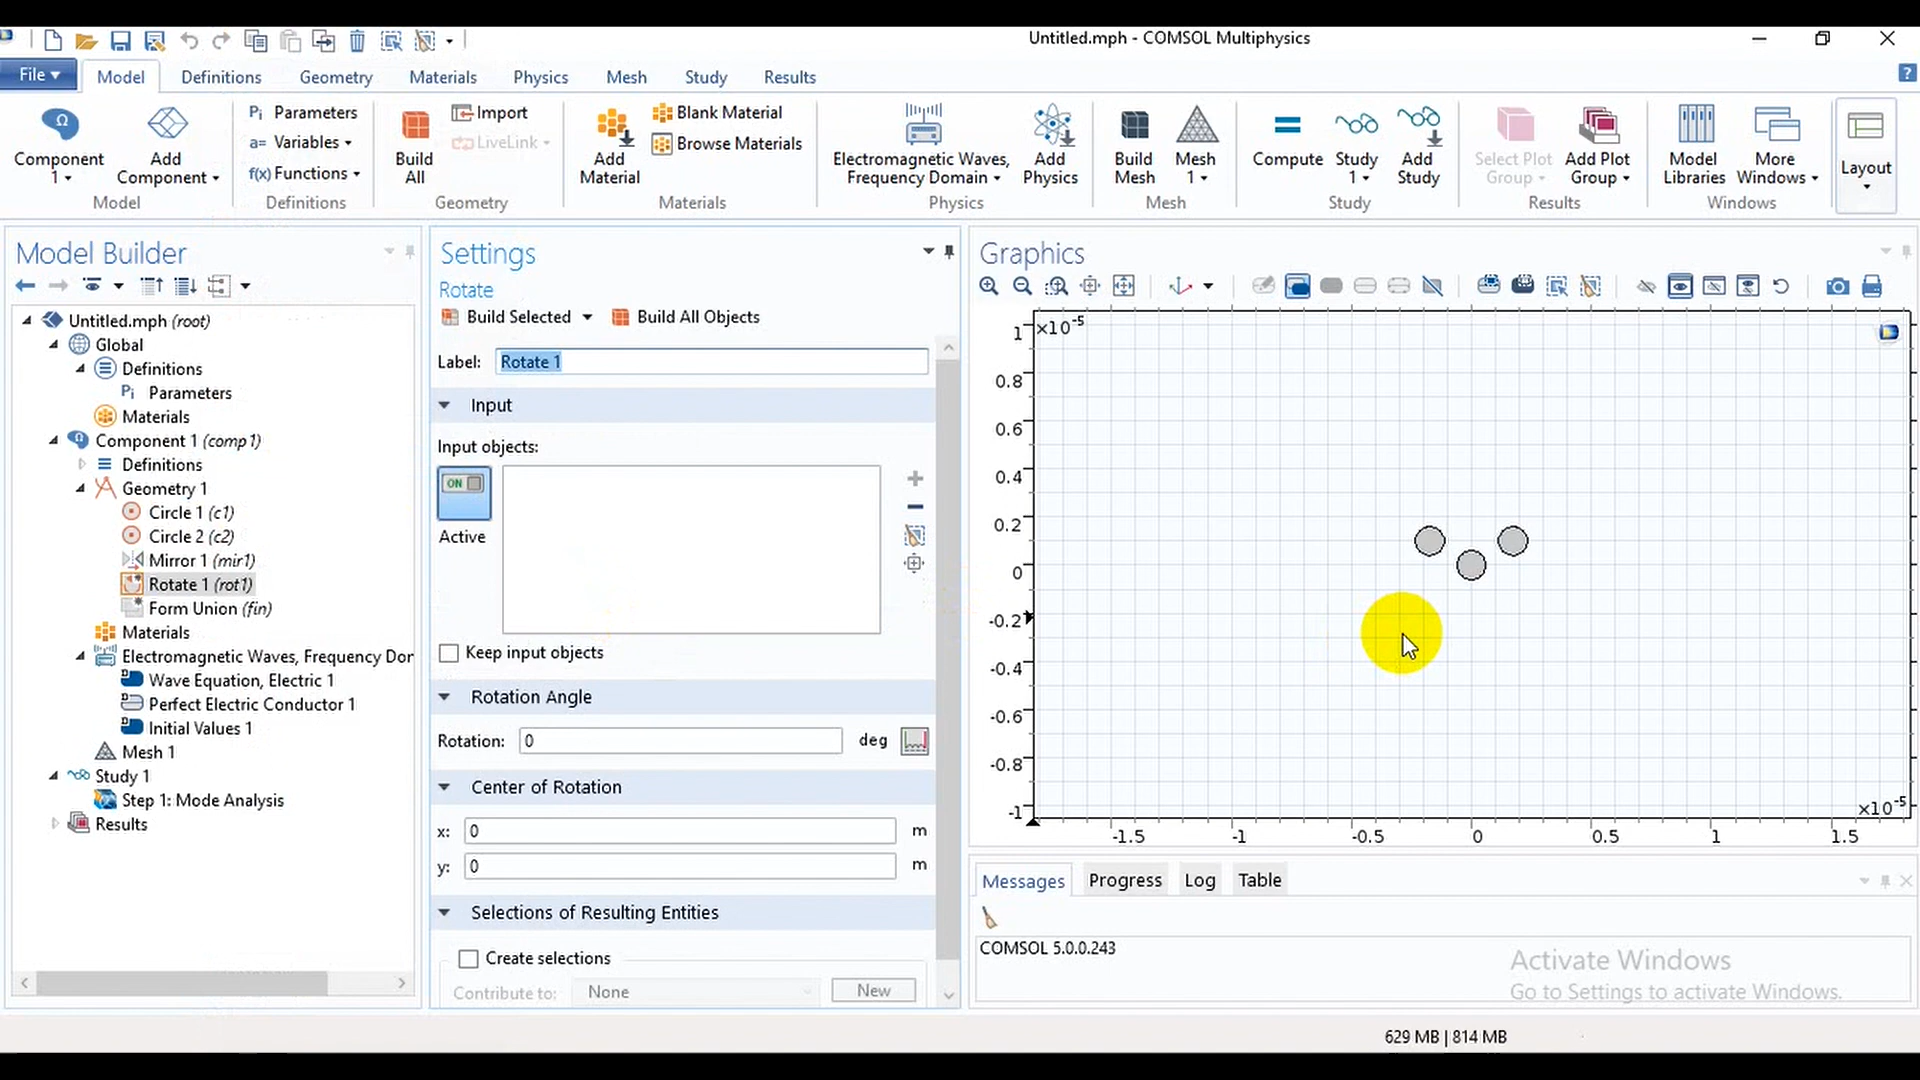 Untitled.mph - COMSOL Multiphysics
File Model Definitions Geometry Materials Physics Mesh Study Results
Component 1
Add Component
Model
Pi Parameters
a= Variables
f(x) Functions
Definitions
Build All
Import
LiveLink
Geometry
Add Material
Blank Material
Browse Materials
Materials
Electromagnetic Waves, Frequency Domain
Add Physics
Physics
Build Mesh
Mesh 1
Mesh
Compute
Study 1
Add Study
Study
Select Plot Group
Add Plot Group
Results
Model Libraries
More Windows
Windows
Layout
Model Builder
Untitled.mph (root)
Global
Definitions
Pi Parameters
Materials
Component 1 (comp1)
Definitions
Geometry 1
Circle 1 (c1)
Circle 2 (c2)
Mirror 1 (mir1)
Rotate 1 (rot1)
Form Union (fin)
Materials
Electromagnetic Waves, Frequency Dor
Wave Equation, Electric 1
Perfect Electric Conductor 1
Initial Values 1
Mesh 1
Study 1
Step 1: Mode Analysis
Results
Settings
Rotate
Build Selected Build All Objects
Label: Rotate 1
Input
Input objects:
ON
Active
Keep input objects
Rotation Angle
Rotation: 0 deg
Center of Rotation
x: 0 m
y: 0 m
Selections of Resulting Entities
Create selections
Contribute to: None New
Graphics
×10⁻⁵
1
0.8
0.6
0.4
0.2
0
-0.2
-0.4
-0.6
-0.8
-1
×10⁻⁵
-1.5 -1 -0.5 0 0.5 1 1.5
Messages Progress Log Table
COMSOL 5.0.0.243
Activate Windows
Go to Settings to activate Windows.
629 MB | 814 MB